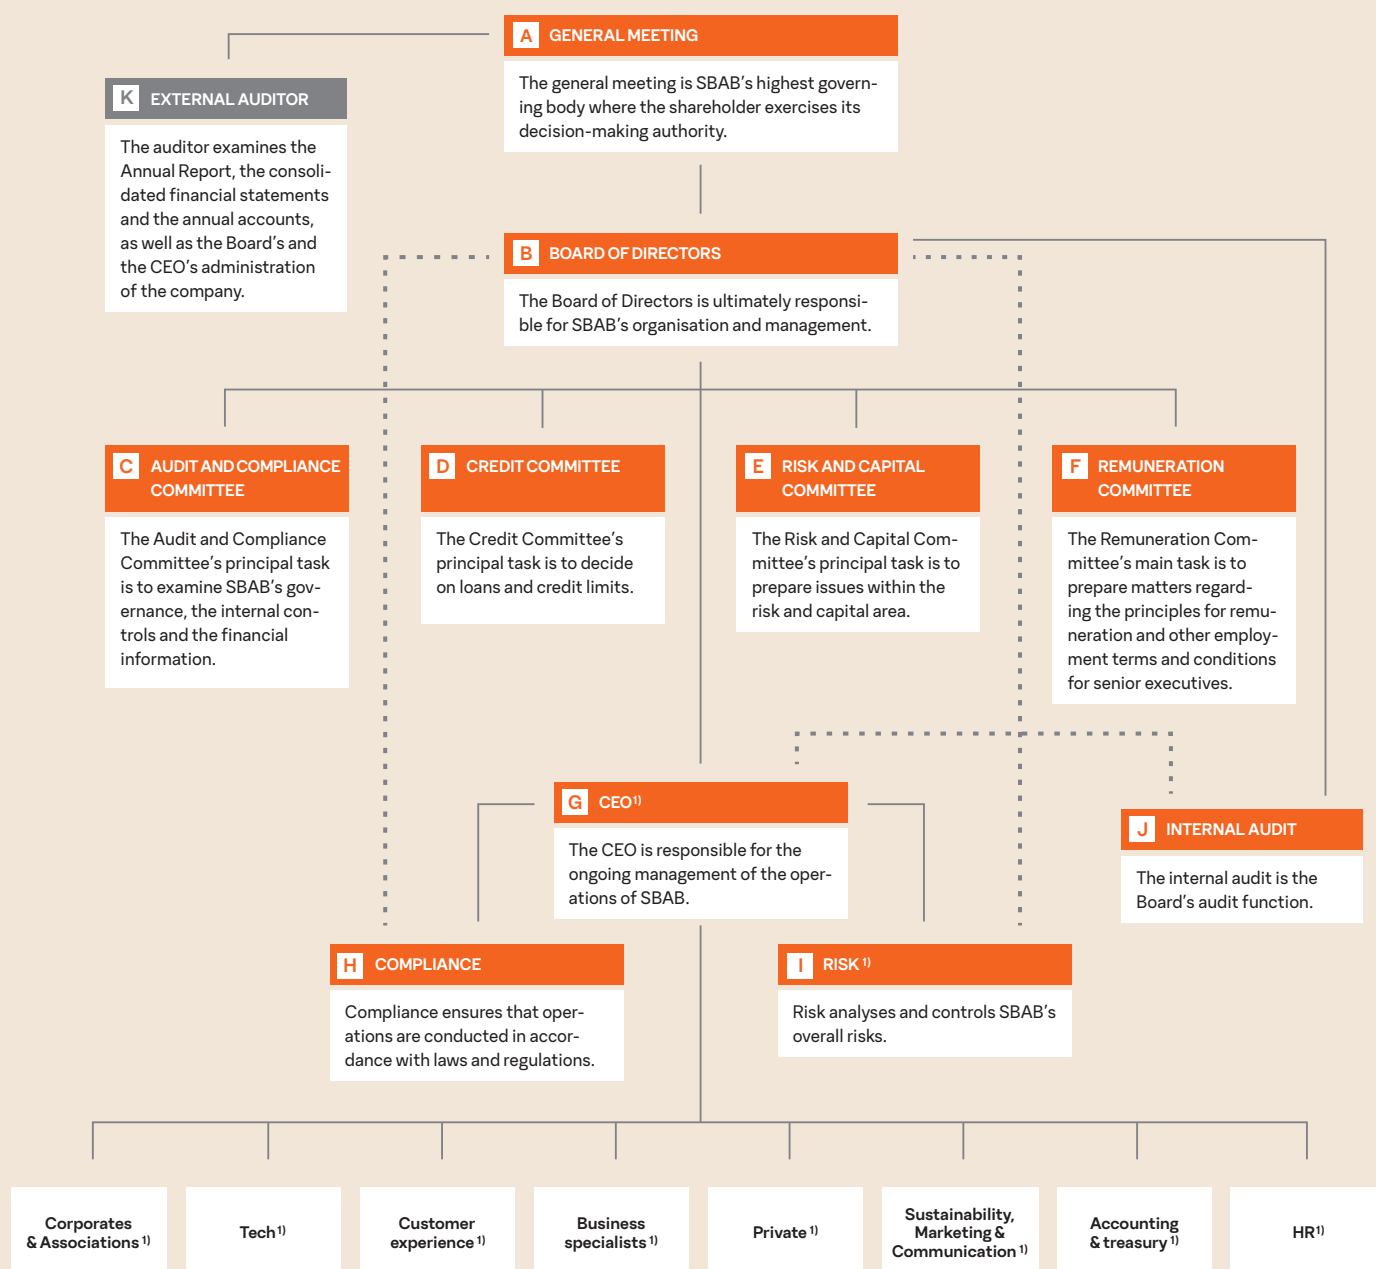 A GENERAL MEETING
The general meeting is SBAB's highest govern-
ing body where the shareholder exercises its
decision-making authority.
K EXTERNAL AUDITOR
The auditor examines the
Annual Report, the consoli-
dated financial statements
and the annual accounts,
as well as the Board's and
the CEO's administration
of the company.
B BOARD OF DIRECTORS
The Board of Directors is ultimately responsi-
ble for SBAB's organisation and management.
C AUDIT AND COMPLIANCE
COMMITTEE
The Audit and Compliance
Committee's principal task
is to examine SBAB's gov-
ernance, the internal con-
trols and the financial
information.
D CREDIT COMMITTEE
The Credit Committee's
principal task is to decide
on loans and credit limits.
E RISK AND CAPITAL
COMMITTEE
The Risk and Capital Com-
mittee's principal task is to
prepare issues within the
risk and capital area.
F REMUNERATION
COMMITTEE
The Remuneration Com-
mittee's main task is to
prepare matters regard-
ing the principles for remu-
neration and other employ-
ment terms and conditions
for senior executives.
G CEO 1)
The CEO is responsible for the
ongoing management of the oper-
ations of SBAB.
J INTERNAL AUDIT
The internal audit is the
Board's audit function.
H COMPLIANCE
Compliance ensures that oper-
ations are conducted in accor-
dance with laws and regulations.
I RISK 1)
Risk analyses and controls SBAB's
overall risks.
Corporates
& Associations 1)
Tech 1)
Customer
experience 1)
Business
specialists 1)
Private 1)
Sustainability,
Marketing &
Communication 1)
Accounting
& treasury 1)
HR 1)